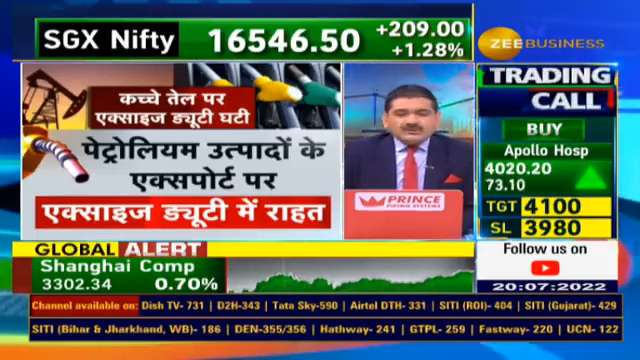 SGX Nifty
16546.50
+209.00
+1.28%
ZEE BUSINESS
कच्चे तेल पर
एक्साइज ड्यूटी घटी
पेट्रोलियम उत्पादों के
एक्सपोर्ट पर
एक्साइज ड्यूटी में राहत
PRINCE
PIPING SYSTEMS
TRADING
CALL
BUY
Apollo Hosp
4020.20
73.10
TGT 4100
SL 3980
GLOBAL ALERT
Shanghai Comp
3302.34 0.70%
Follow us on
20:07:2022
Channel available on: Dish TV- 731 | D2H-343 | Tata Sky-590 | Airtel DTH- 331 | SITI (ROI)- 404 | SITI (Gujarat)- 429
SITI (Bihar & Jharkhand, WB)- 186 | DEN-355/356 | Hathway- 241 | GTPL- 259 | Fastway- 220 | UCN- 122